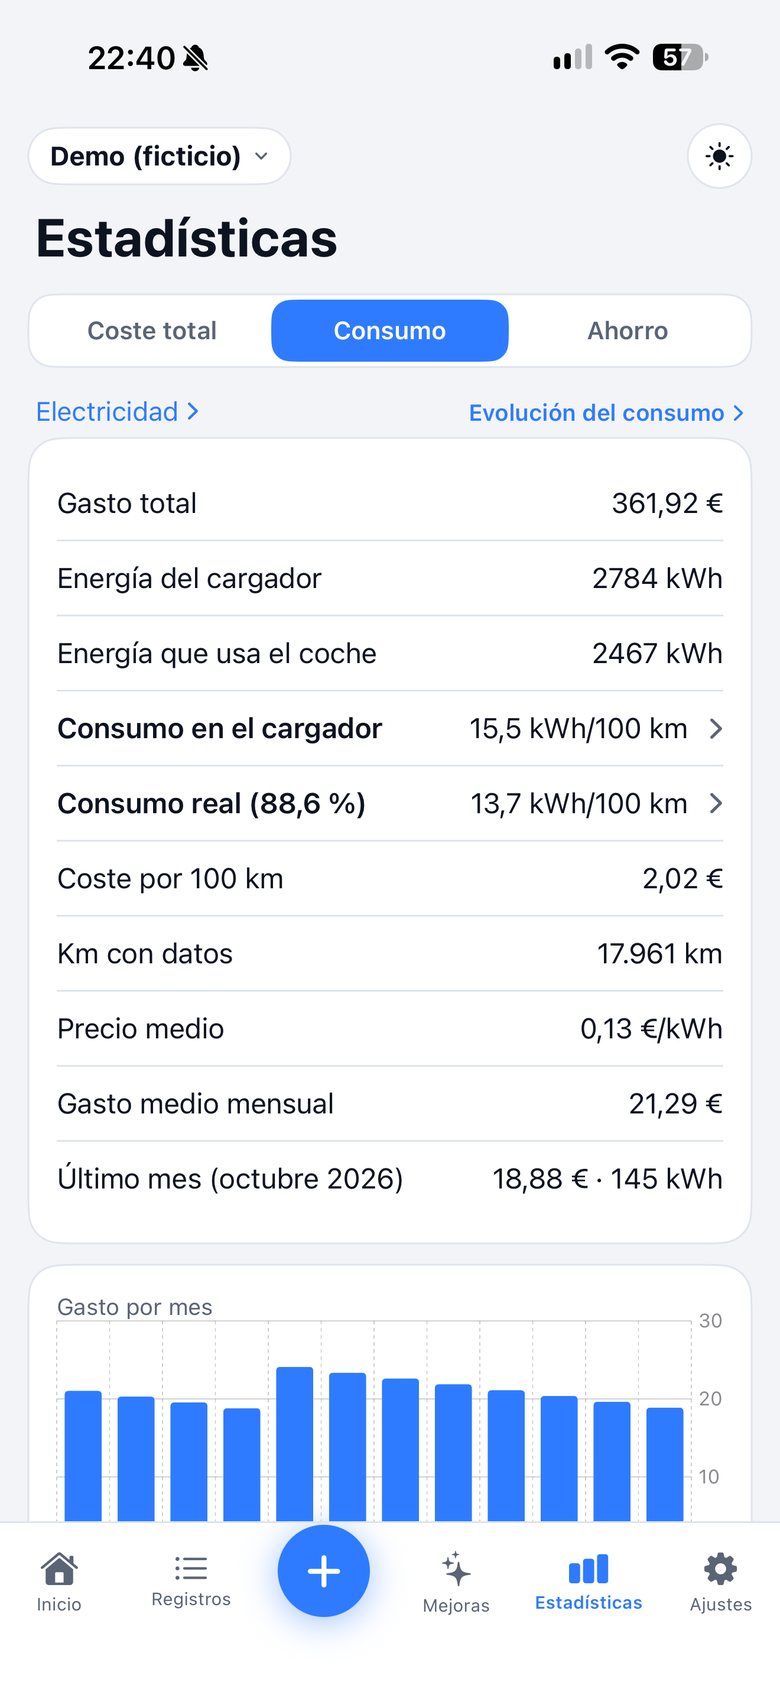 22:40
57
Demo (ficticio)
Estadísticas
Coste total
Consumo
Ahorro
Electricidad
Evolución del consumo
Gasto total 361,92 €
Energía del cargador 2784 kWh
Energía que usa el coche 2467 kWh
Consumo en el cargador 15,5 kWh/100 km
Consumo real (88,6 %) 13,7 kWh/100 km
Coste por 100 km 2,02 €
Km con datos 17.961 km
Precio medio 0,13 €/kWh
Gasto medio mensual 21,29 €
Último mes (octubre 2026) 18,88 € · 145 kWh
Gasto por mes
30
20
10
Inicio
Registros
Mejoras
Estadísticas
Ajustes